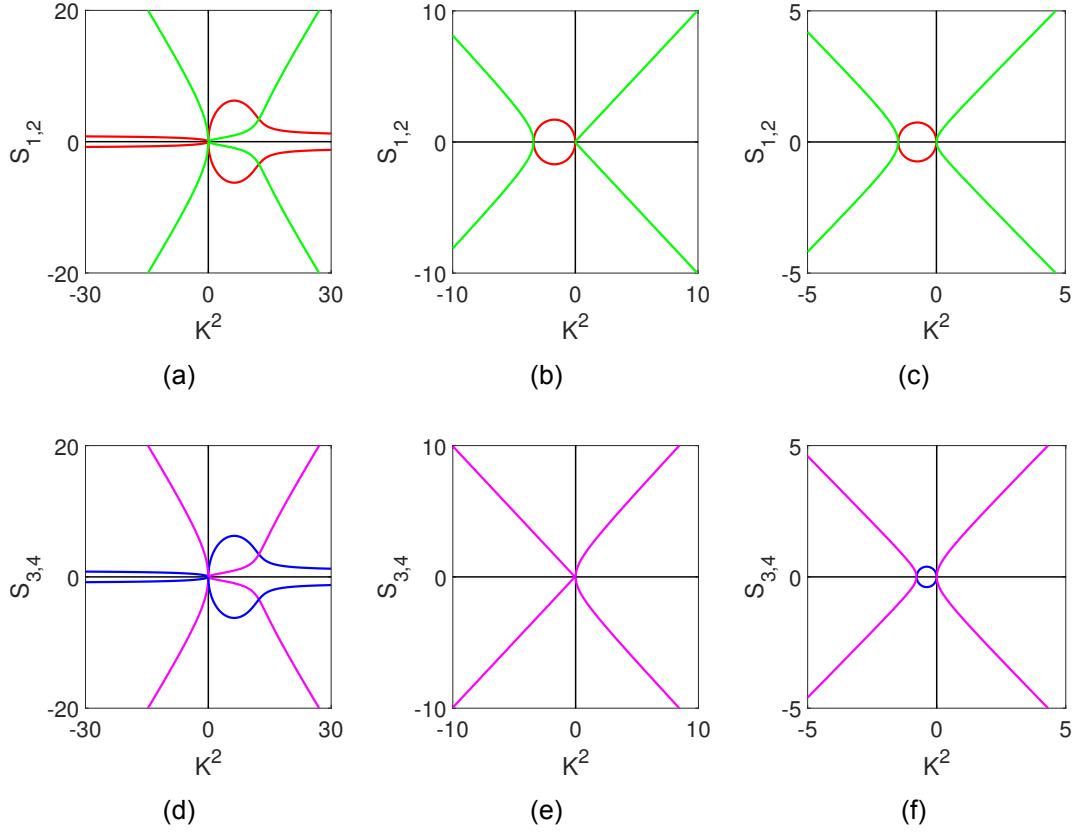 20 10 5
S1,2 0 S1,2 0 S1,2 0
-20 -10 -5
-30 0 30 -10 0 10 -5 0 5
K² K² K²
(a) (b) (c)
20 10 5
S3,4 0 S3,4 0 S3,4 0
-20 -10 -5
-30 0 30 -10 0 10 -5 0 5
K² K² K²
(d) (e) (f)